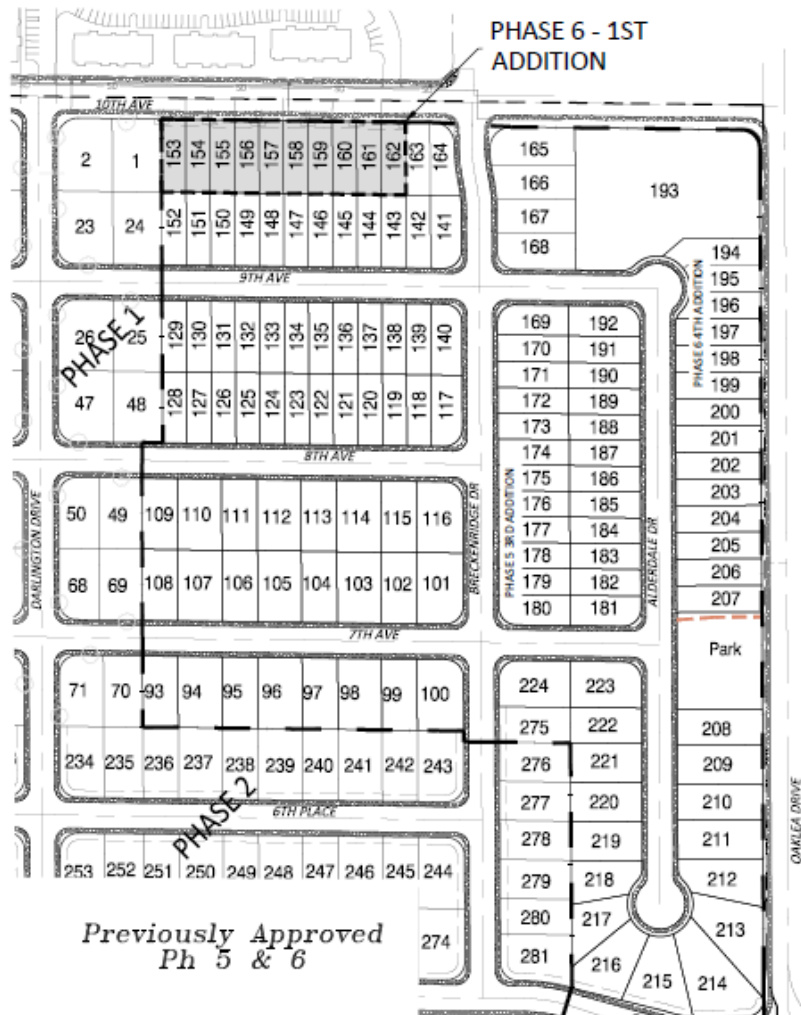 PHASE 6 - 1ST
ADDITION
10TH AVE
2 1 153 154 155 156 157 158 159 160 161 162 163 164
165
166
167
168
193
23 24 152 151 150 149 148 147 146 145 144 143 142 141
9TH AVE
194
195
196
197
198
199
200
201
202
203
204
205
206
207
PHASE 6 4TH ADDITION
PHASE 1
26 25 129 130 131 132 133 134 135 136 137 138 139 140
47 48 128 127 126 125 124 123 122 121 120 119 118 117
8TH AVE
169 192
170 191
171 190
172 189
173 188
174 187
175 186
176 185
177 184
178 183
179 182
180 181
PHASE 5 3RD ADDITION
DARLINGTON DRIVE
BRECKENRIDGE DR
ALDERDALE DR
50 49 109 110 111 112 113 114 115 116
68 69 108 107 106 105 104 103 102 101
7TH AVE
Park
71 70 93 94 95 96 97 98 99 100
234 235 236 237 238 239 240 241 242 243
PHASE 2
6TH PLACE
224 223
275 222
276 221
277 220
278 219
279 218
280 217
281 216
215
214
213
212
211
210
209
208
OAKLEA DRIVE
253 252 251 250 249 248 247 246 245 244
274
Previously Approved
Ph 5 & 6